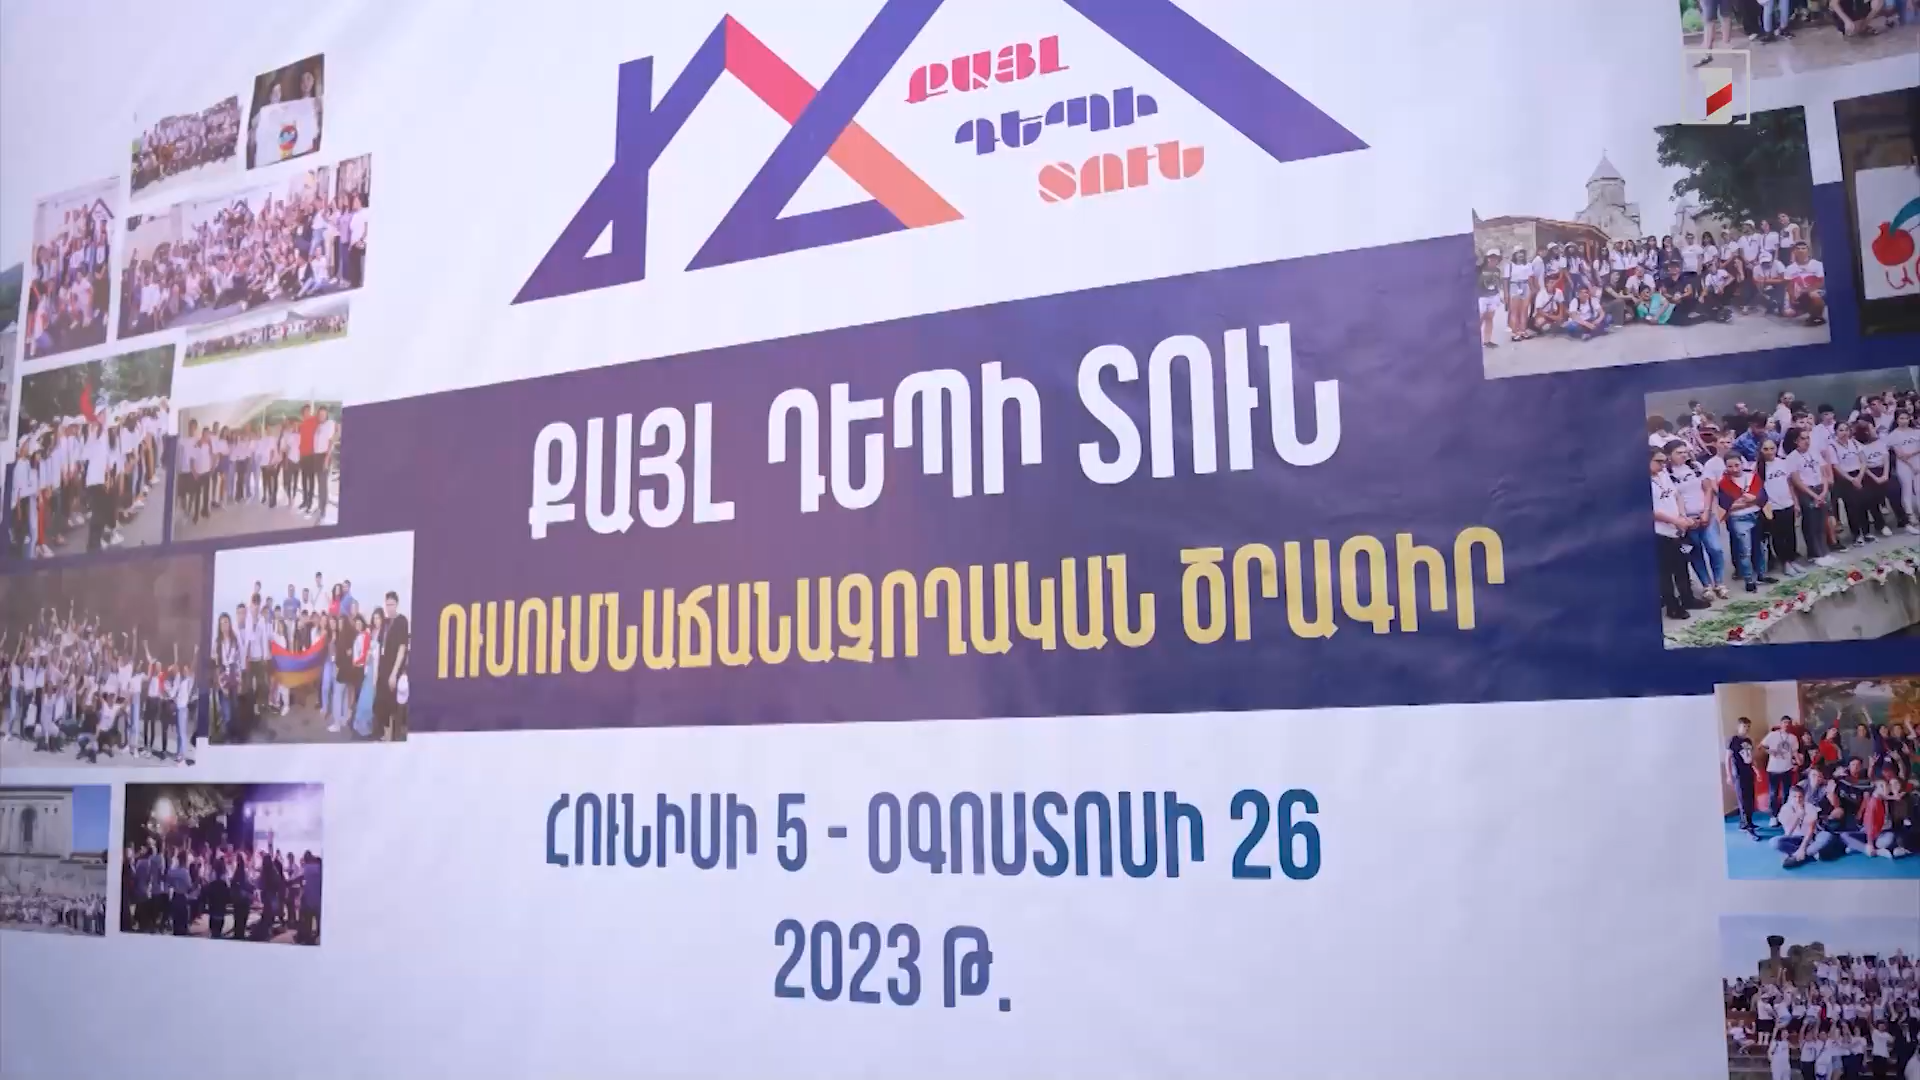 ՔԱՅԼ
ԴԵՊԻ
ՏՈՒՆ
ՔԱՅԼ ԴԵՊԻ ՏՈՒՆ
ՈՒՍՈՒՄՆԱՃԱՆԱՉՈՂԱԿԱՆ ԾՐԱԳԻՐ
ՀՈՒՆԻՍԻ 5 - ՕԳՈՍՏՈՍԻ 26
2023 Թ.